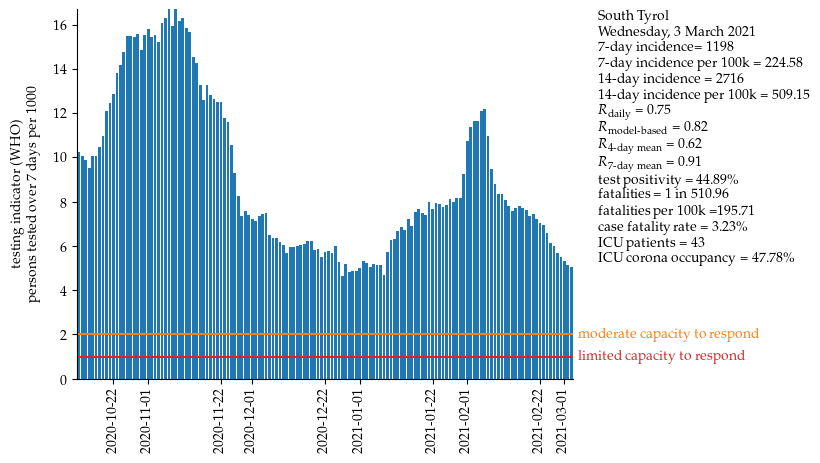 South Tyrol
Wednesday, 3 March 2021
7-day incidence= 1198
7-day incidence per 100k = 224.58
14-day incidence = 2716
14-day incidence per 100k = 509.15
R_daily = 0.75
R_model-based = 0.82
R_4-day mean = 0.62
R_7-day mean = 0.91
test positivity = 44.89%
fatalities = 1 in 510.96
fatalities per 100k =195.71
case fatality rate = 3.23%
ICU patients = 43
ICU corona occupancy = 47.78%
testing indicator (WHO)
persons tested over 7 days per 1000
16
14
12
10
8
6
4
2
0
moderate capacity to respond
limited capacity to respond
2020-10-22
2020-11-01
2020-11-22
2020-12-01
2020-12-22
2021-01-01
2021-01-22
2021-02-01
2021-02-22
2021-03-01